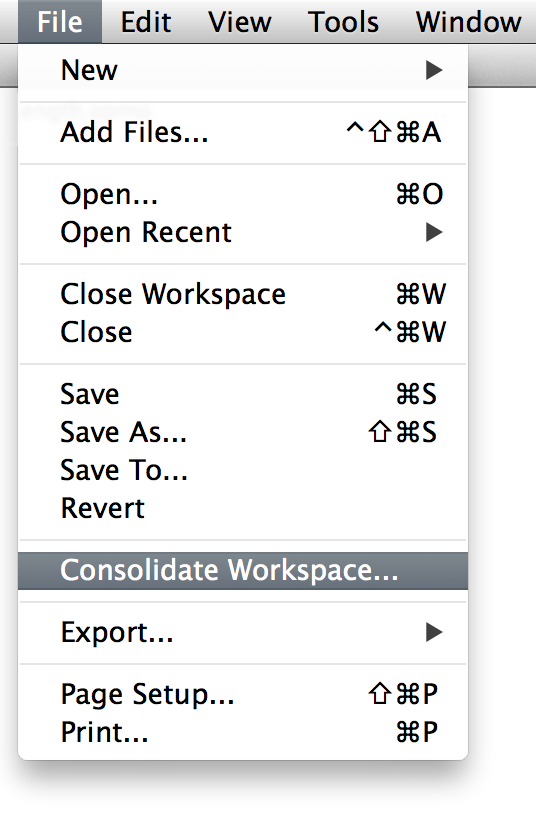 File Edit View Tools Window
New ▶
Add Files... ⌃⇧⌘A
Open... ⌘O
Open Recent ▶
Close Workspace ⌘W
Close ⌃⌘W
Save ⌘S
Save As... ⇧⌘S
Save To...
Revert
Consolidate Workspace...
Export... ▶
Page Setup... ⇧⌘P
Print... ⌘P